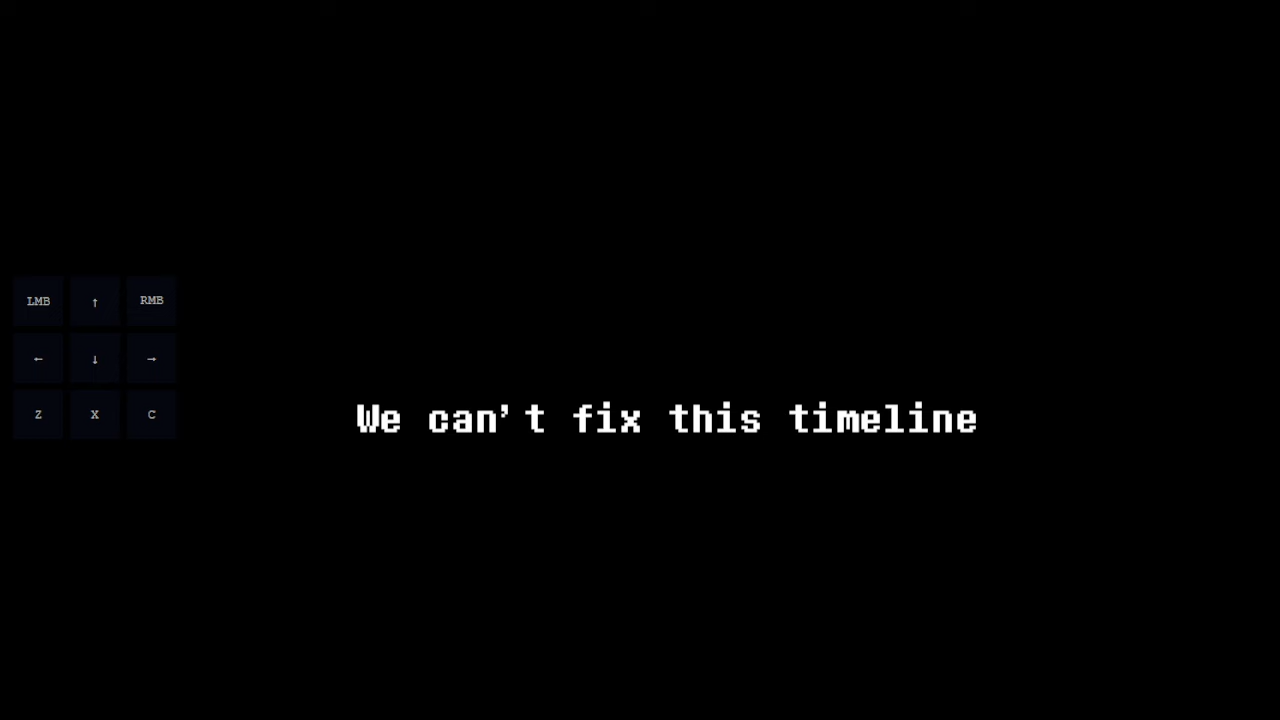 LMB ↑ RMB
← ↓ →
Z X C
We can't fix this timeline